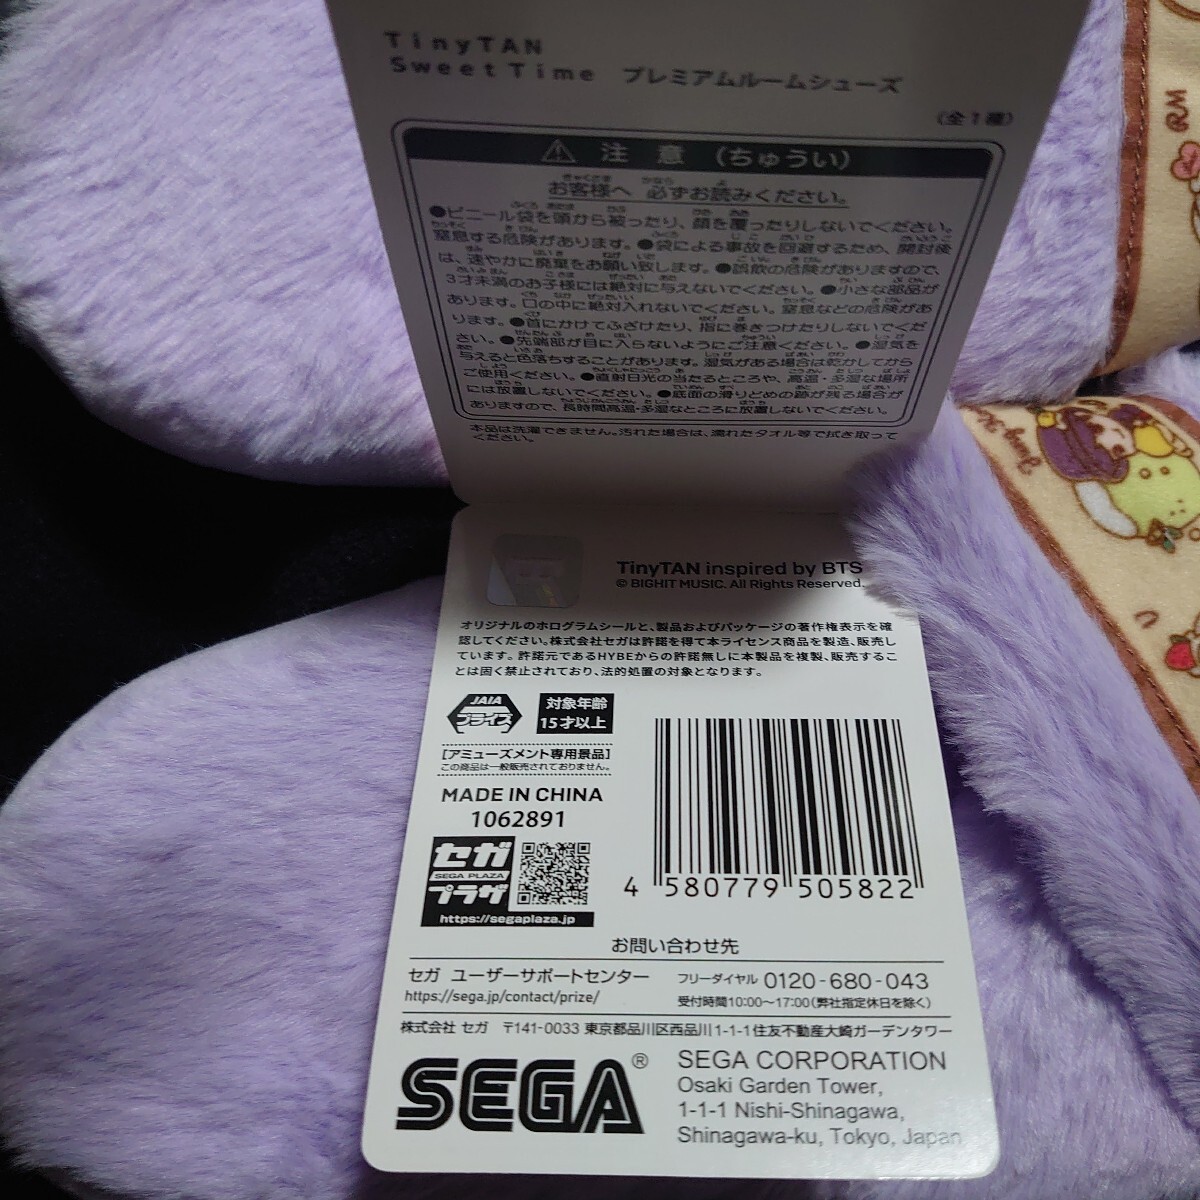 TinyTAN
Sweet Time プレミアムルームシューズ
(全1種)
⚠ 注 意 (ちゅうい)
お客様へ 必ずお読みください。
●ビニール袋を頭から被ったり、顔を覆ったりしないでください。
窒息する危険があります。●袋による事故を回避するため、開封後
は、速やかに廃棄をお願い致します。●誤飲の危険がありますので、
3才未満のお子様には絶対に与えないでください。●小さな部品が
あります。口の中に絶対入れないでください。窒息などの危険があ
ります。●首にかけてふざけたり、指に巻きつけたりしないでくだ
さい。●先端部が目に入らないようにご注意ください。●湿気を
与えると色落ちすることがあります。湿気がある場合は乾かしてから
ご使用ください。●直射日光の当たるところや、高温・多湿な場所
には放置しないでください。●底面の滑りどめの跡が残る場合が
ありますので、長時間高温・多湿なところに放置しないでください。
本品は洗濯できません。汚れた場合は、濡れたタオル等で拭き取って
ください。
RM
Jung Kook
TinyTAN inspired by BTS
© BIGHIT MUSIC. All Rights Reserved.
オリジナルのホログラムシールと、製品およびパッケージの著作権表示を確
認してください。株式会社セガは許諾を得て本ライセンス商品を製造、販売し
ています。許諾元であるHYBEからの許諾無しに本製品を複製、販売するこ
とは固く禁止されており、法的処置の対象となります。
JAIA
プライズ
対象年齢
15才以上
[アミューズメント専用景品]
この商品は一般販売されておりません。
MADE IN CHINA
1062891
セガ
SEGA PLAZA
プラザ
https://segaplaza.jp
4 580779 505822
お問い合わせ先
セガ ユーザーサポートセンター フリーダイヤル 0120-680-043
https://sega.jp/contact/prize/ 受付時間10:00～17:00(弊社指定休日を除く)
株式会社 セガ 〒141-0033 東京都品川区西品川1-1-1住友不動産大崎ガーデンタワー
SEGA®
SEGA CORPORATION
Osaki Garden Tower,
1-1-1 Nishi-Shinagawa,
Shinagawa-ku, Tokyo, Japan